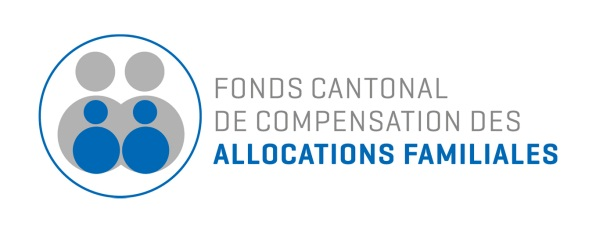 FONDS CANTONAL
DE COMPENSATION DES
ALLOCATIONS FAMILIALES